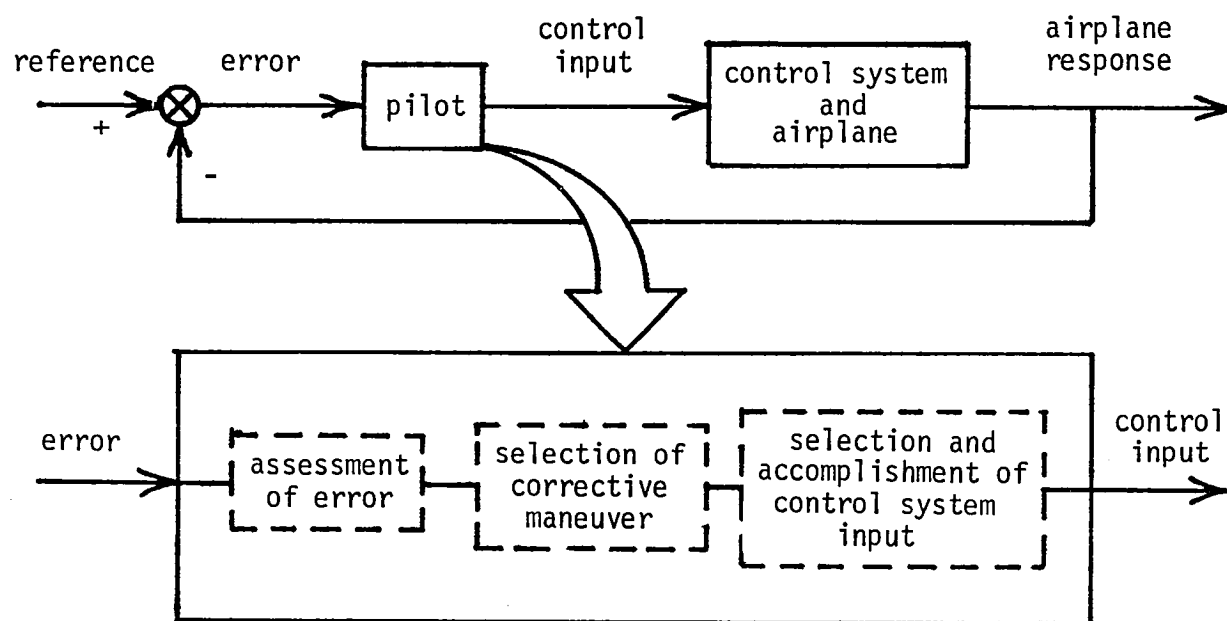 reference
+
-
error
pilot
control
input
control system
and
airplane
airplane
response
error
assessment
of error
selection of
corrective
maneuver
selection and
accomplishment of
control system
input
control
input